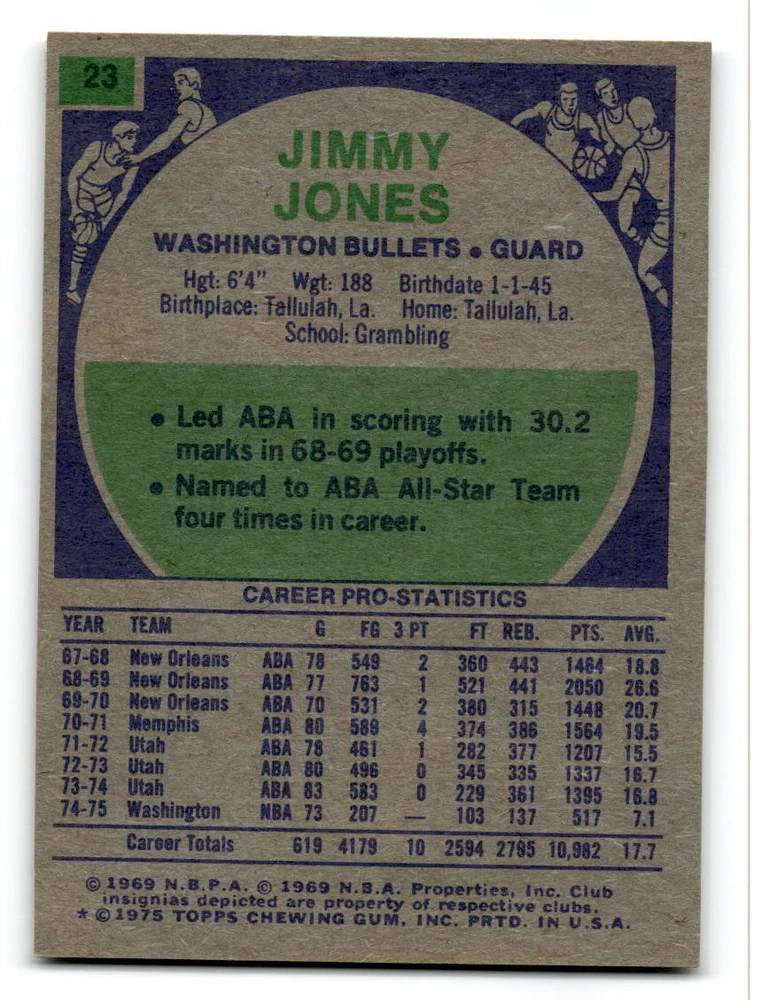 23
JIMMY
JONES
WASHINGTON BULLETS • GUARD
Hgt: 6'4" Wgt: 188 Birthdate 1-1-45
Birthplace: Tallulah, La. Home: Tallulah, La.
School: Grambling
• Led ABA in scoring with 30.2
marks in 68-69 playoffs.
• Named to ABA All-Star Team
four times in career.
CAREER PRO-STATISTICS
YEAR TEAM G FG 3 PT FT REB. PTS. AVG.
67-68 New Orleans ABA 78 549 2 360 443 1464 18.8
68-69 New Orleans ABA 77 763 1 521 441 2050 26.6
69-70 New Orleans ABA 70 531 2 380 315 1448 20.7
70-71 Memphis ABA 80 589 4 374 386 1564 19.5
71-72 Utah ABA 78 461 1 282 377 1207 15.5
72-73 Utah ABA 80 496 0 345 335 1337 16.7
73-74 Utah ABA 83 583 0 229 361 1395 16.8
74-75 Washington NBA 73 207 — 103 137 517 7.1
Career Totals 619 4179 10 2594 2795 10,982 17.7
© 1969 N.B.P.A. © 1969 N.B.A. Properties, Inc. Club
insignias depicted are property of respective clubs.
* © 1975 TOPPS CHEWING GUM, INC. PRTD. IN U.S.A.